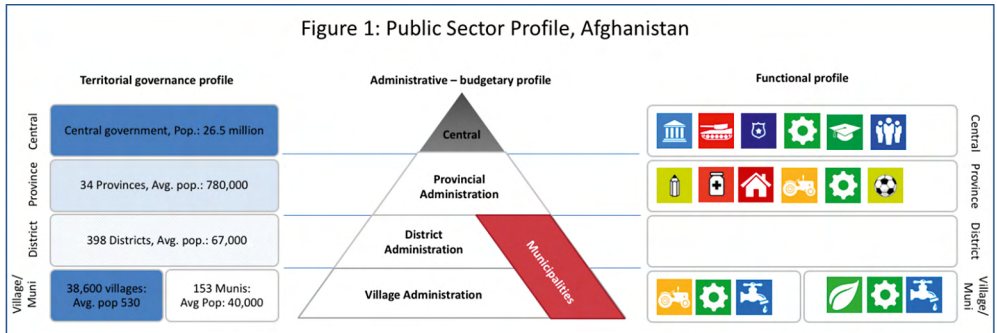 Figure 1: Public Sector Profile, Afghanistan
Territorial governance profile
Administrative – budgetary profile
Functional profile
Central
Central government, Pop.: 26.5 million
Central
Central
Province
34 Provinces, Avg. pop.: 780,000
Provincial
Administration
Province
District
398 Districts, Avg. pop.: 67,000
District
Administration
Municipalities
District
Village/
Muni
38,600 villages:
Avg. pop 530
153 Munis:
Avg Pop: 40,000
Village Administration
Village/
Muni